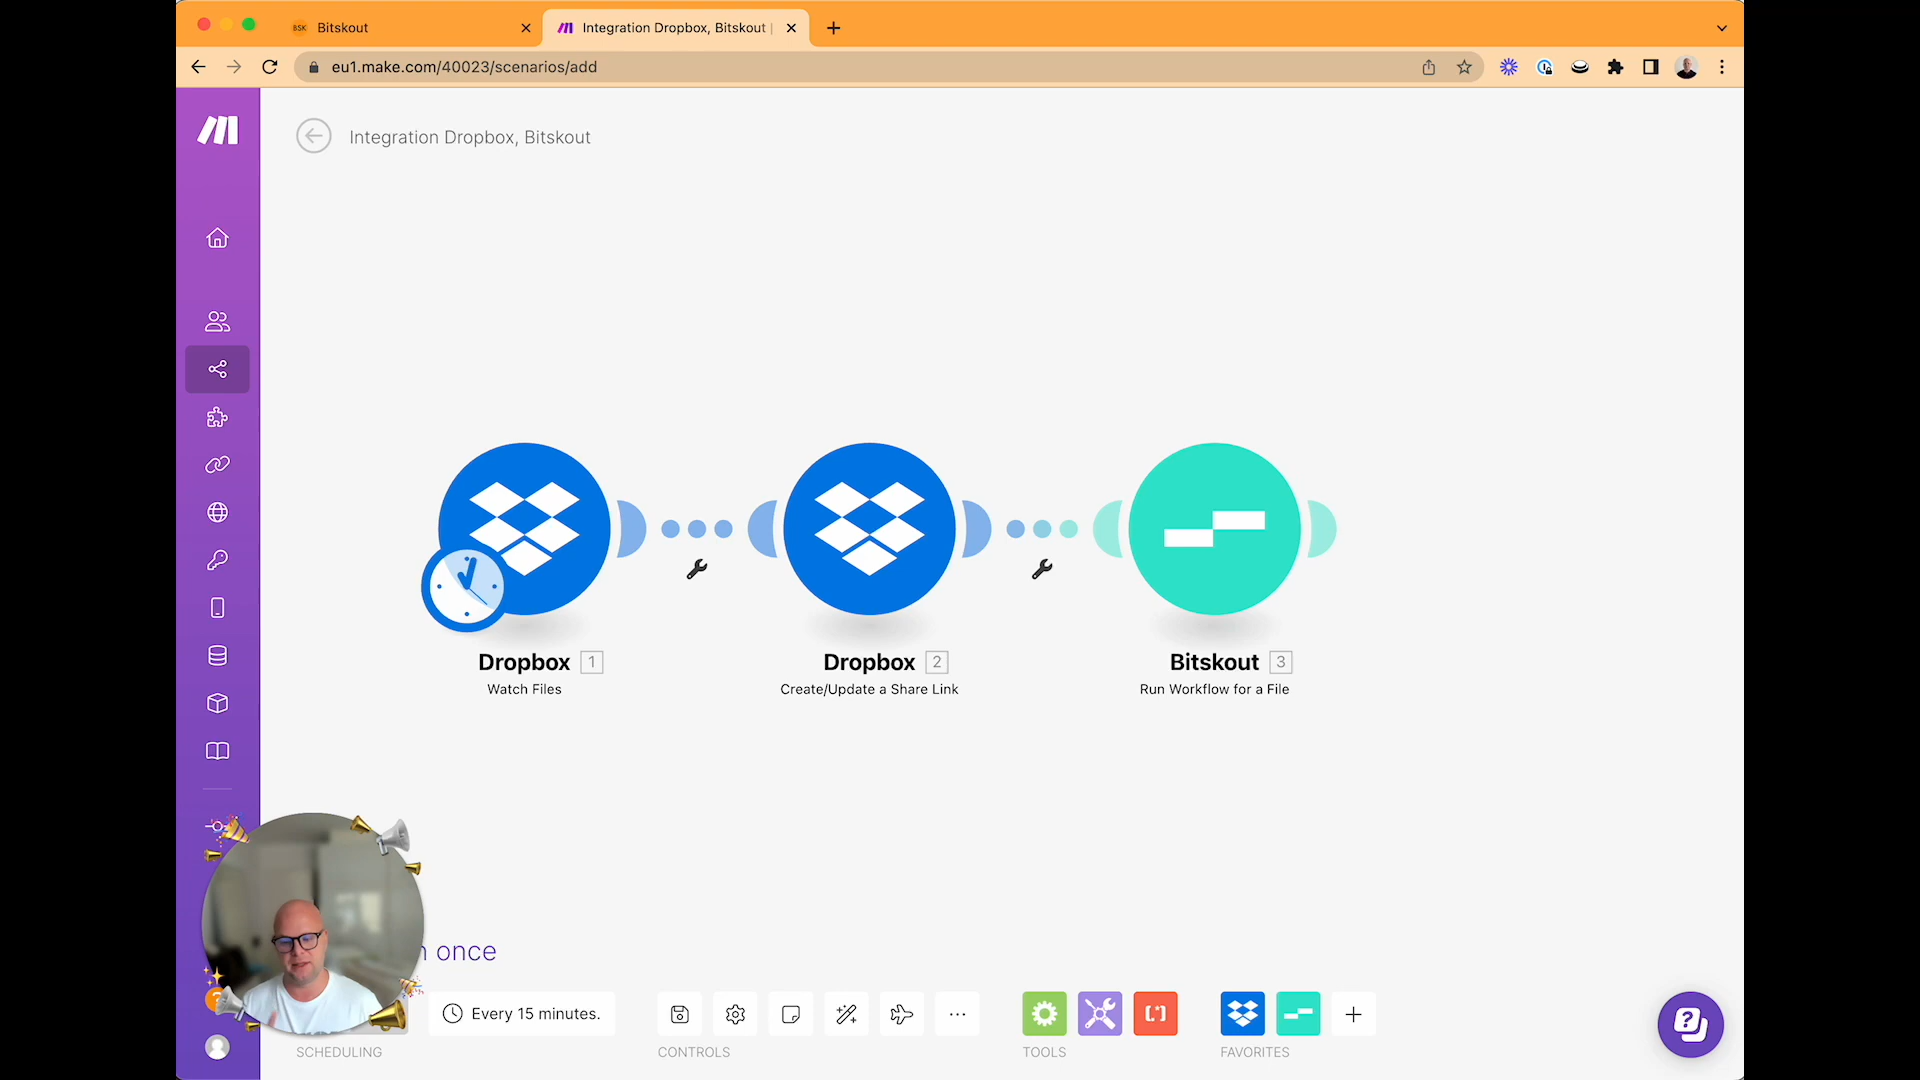 BSK Bitskout
Integration Dropbox, Bitskout |
eu1.make.com/40023/scenarios/add
Integration Dropbox, Bitskout
Dropbox 1
Watch Files
Dropbox 2
Create/Update a Share Link
Bitskout 3
Run Workflow for a File
once
Every 15 minutes.
SCHEDULING
CONTROLS
TOOLS
FAVORITES